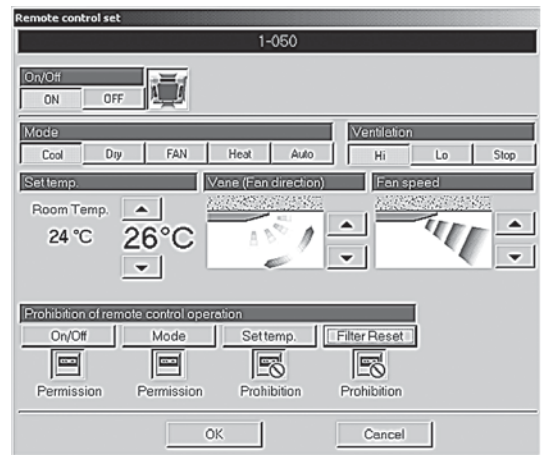 Remote control set
1-050
On/Off
ON OFF
Mode
Cool Dry FAN Heat Auto
Ventilation
Hi Lo Stop
Set temp.
Room Temp.
24 °C
26°C
Vane (Fan direction)
Fan speed
Prohibition of remote control operation
On/Off Mode Set temp. Filter Reset
Permission Permission Prohibition Prohibition
OK Cancel